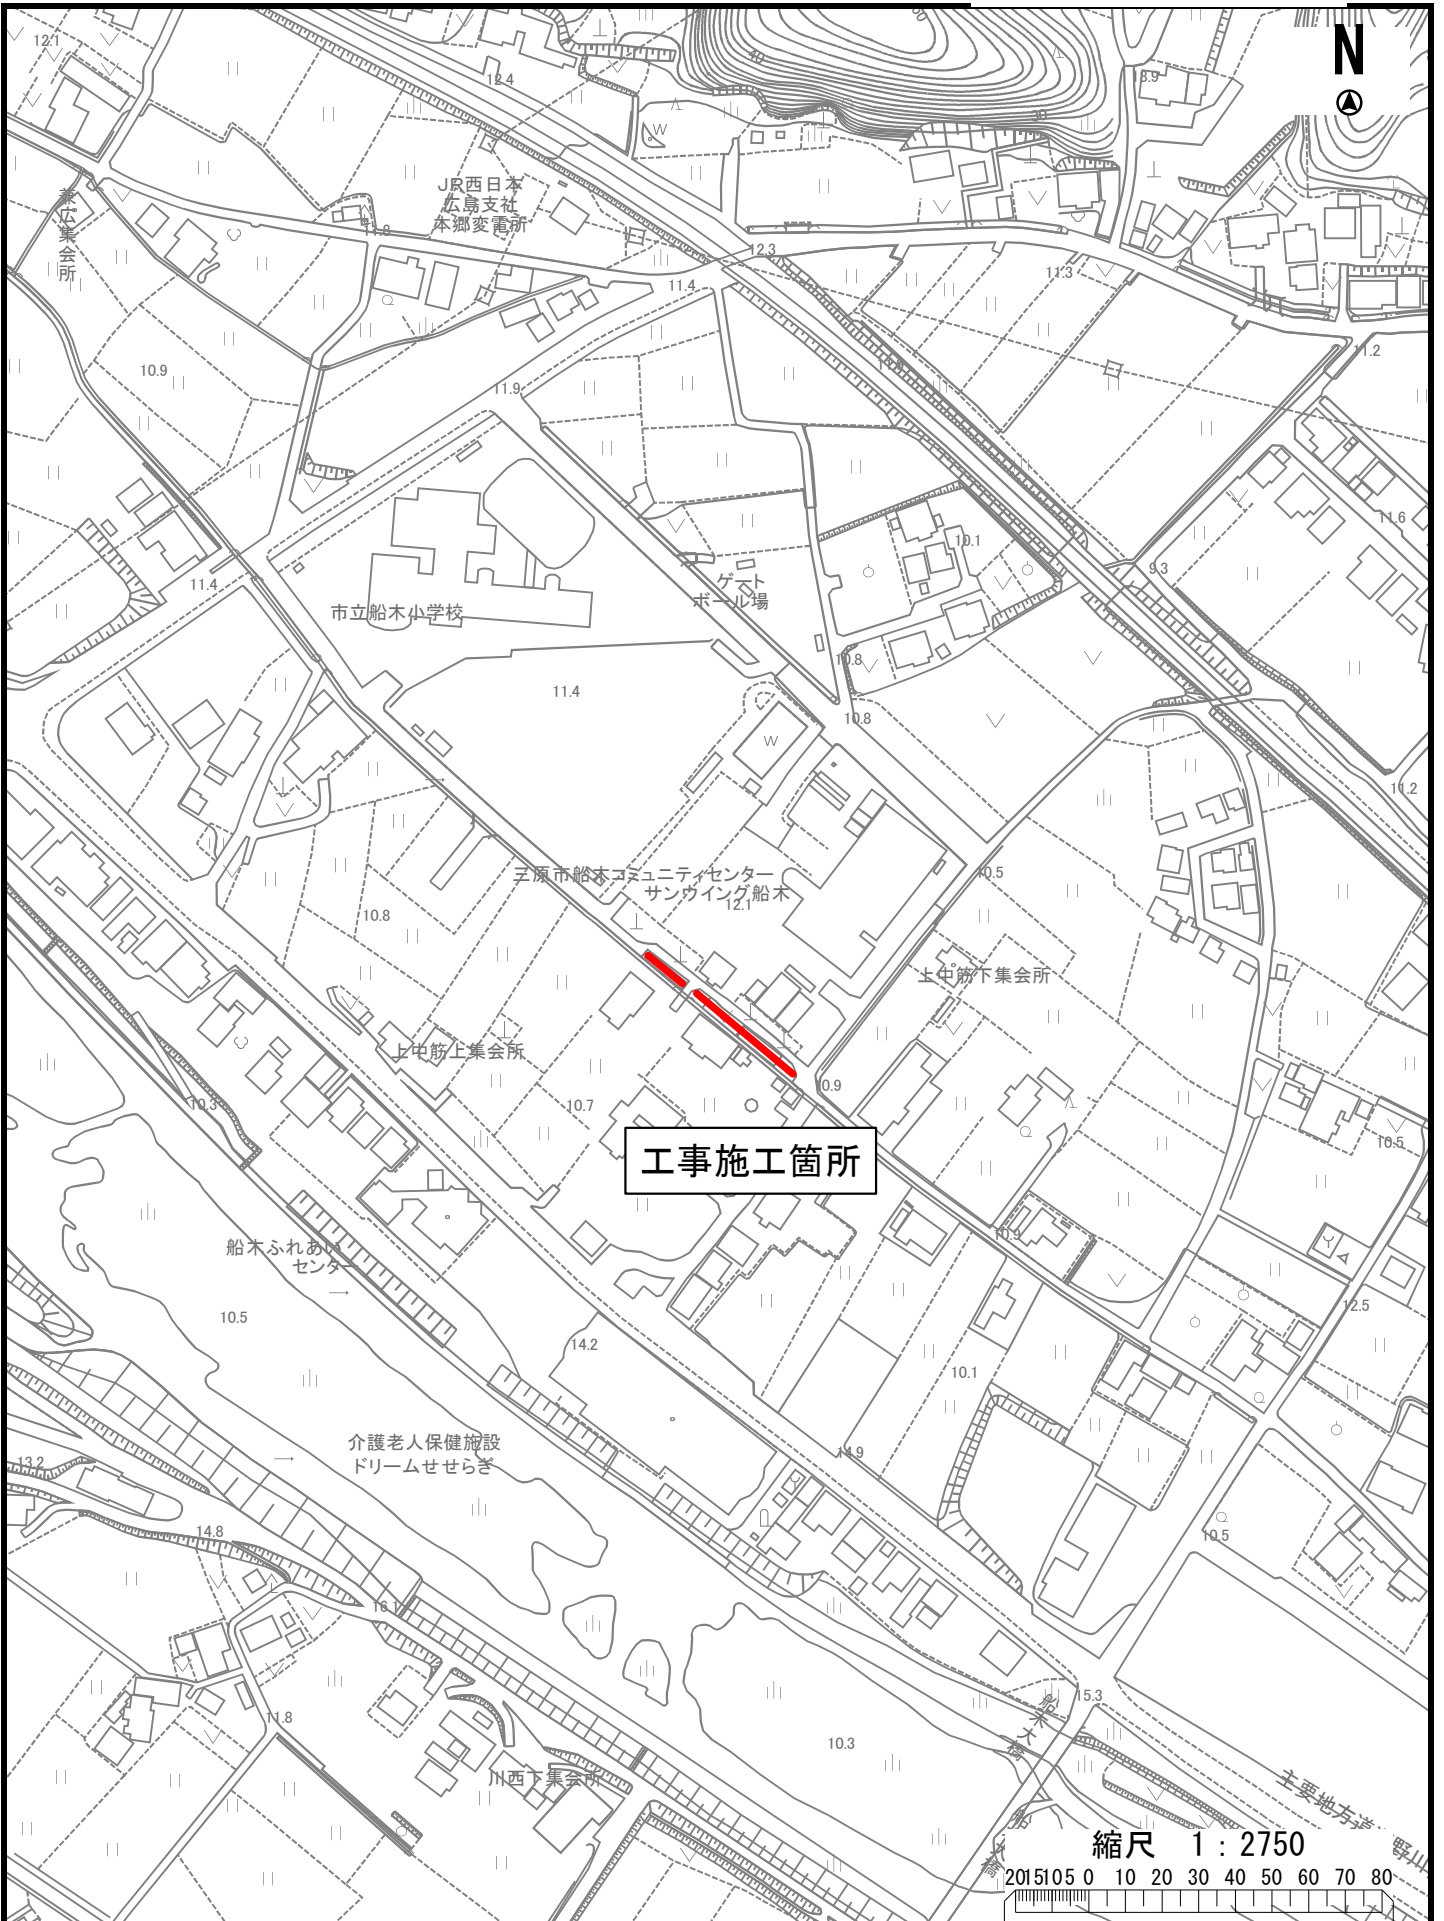 N
12.1
12.4
40
30
13.9
W
JR西日本
広島支社
本郷変電所
兼広集会所
11.8
12.3
11.4
11.3
11.2
10.9
11.9
11.6
10.1
9.3
11.4
ゲート
ボール場
市立船木小学校
10.8
11.4
10.8
W
11.2
三原市船木コミュニティセンター
サンウイング船木
12.1
10.5
10.8
上中筋下集会所
上中筋上集会所
10.9
10.3
10.7
10.5
工事施工箇所
10.9
船木ふれあい
センター
10.5
12.5
14.2
10.1
介護老人保健施設
ドリームせせらぎ
14.9
13.2
14.8
10.5
16.1
15.3
船木大橋
11.8
10.3
川西下集会所
主要地方道
縮尺 1:2750
20 15 10 5 0 10 20 30 40 50 60 70 80